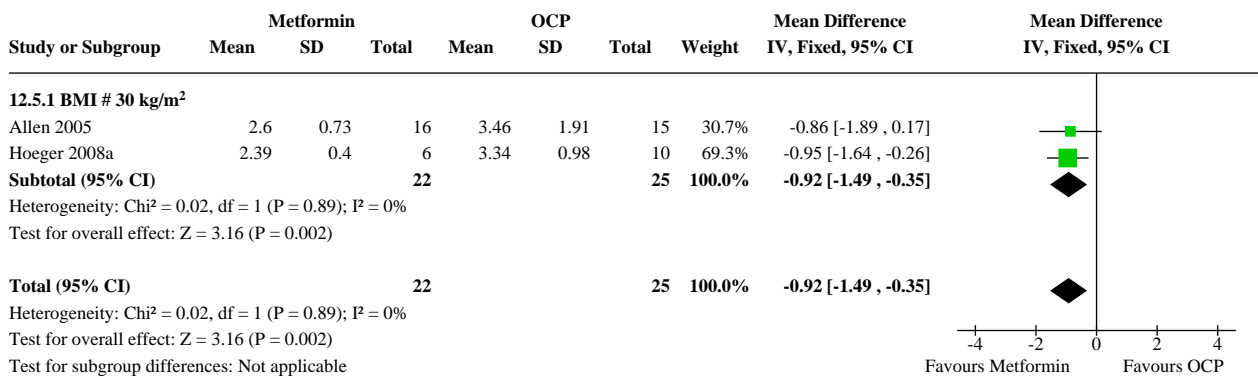 Metformin OCP Mean Difference Mean Difference
Study or Subgroup Mean SD Total Mean SD Total Weight IV, Fixed, 95% CI IV, Fixed, 95% CI
12.5.1 BMI # 30 kg/m²
Allen 2005 2.6 0.73 16 3.46 1.91 15 30.7% -0.86 [-1.89 , 0.17]
Hoeger 2008a 2.39 0.4 6 3.34 0.98 10 69.3% -0.95 [-1.64 , -0.26]
Subtotal (95% CI) 22 25 100.0% -0.92 [-1.49 , -0.35]
Heterogeneity: Chi² = 0.02, df = 1 (P = 0.89); I² = 0%
Test for overall effect: Z = 3.16 (P = 0.002)
Total (95% CI) 22 25 100.0% -0.92 [-1.49 , -0.35]
Heterogeneity: Chi² = 0.02, df = 1 (P = 0.89); I² = 0%
Test for overall effect: Z = 3.16 (P = 0.002)
-4 -2 0 2 4
Test for subgroup differences: Not applicable Favours Metformin Favours OCP